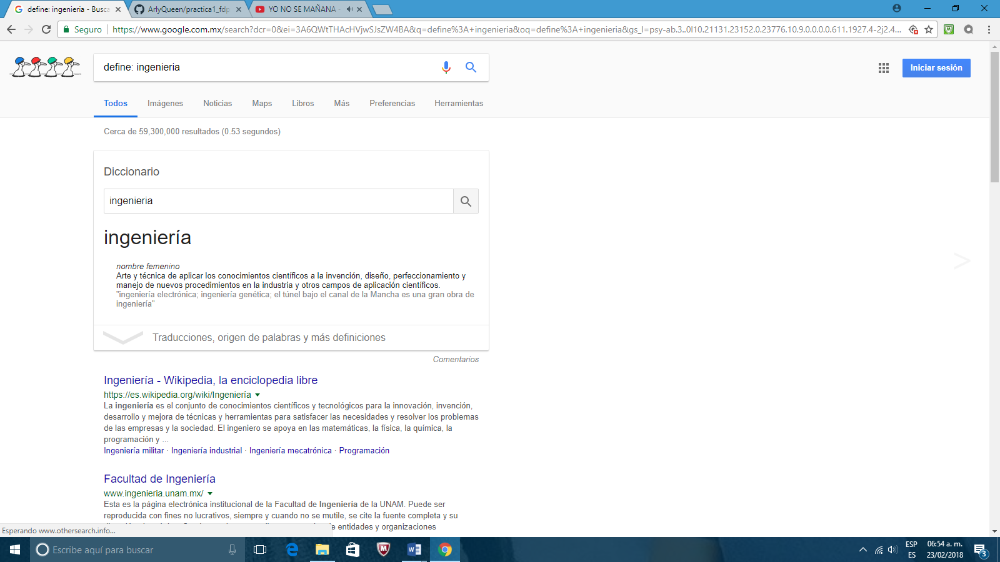 define: ingenieria - Busca
ArlyQueen/practica1_fdp
YO NO SE MAÑANA -
Seguro
https://www.google.com.mx/search?dcr=0&ei=3A6QWtTHAcHVjwSJsZW4BA&q=define%3A+ingenieria&oq=define%3A+ingenieria&gs_l=psy-ab.3..0l10.21131.23152.0.23776.10.9.0.0.0.0.611.1927.4-2j2.4...
define: ingenieria
Iniciar sesión
Todos Imágenes Noticias Maps Libros Más Preferencias Herramientas
Cerca de 59,300,000 resultados (0.53 segundos)
Diccionario
ingenieria
ingeniería
nombre femenino
Arte y técnica de aplicar los conocimientos científicos a la invención, diseño, perfeccionamiento y
manejo de nuevos procedimientos en la industria y otros campos de aplicación científicos.
"ingeniería electrónica; ingeniería genética; el túnel bajo el canal de la Mancha es una gran obra de
ingeniería"
Traducciones, origen de palabras y más definiciones
Comentarios
Ingeniería - Wikipedia, la enciclopedia libre
https://es.wikipedia.org/wiki/Ingeniería
La ingeniería es el conjunto de conocimientos científicos y tecnológicos para la innovación, invención,
desarrollo y mejora de técnicas y herramientas para satisfacer las necesidades y resolver los problemas
de las empresas y la sociedad. El ingeniero se apoya en las matemáticas, la física, la química, la
programación y ...
Ingeniería militar · Ingeniería industrial · Ingeniería mecatrónica · Programación
Facultad de Ingeniería
www.ingenieria.unam.mx/
Esta es la página electrónica institucional de la Facultad de Ingeniería de la UNAM. Puede ser
reproducida con fines no lucrativos, siempre y cuando no se mutile, se cite la fuente completa y su
e entidades y organizaciones
Esperando www.othersearch.info...
Escribe aquí para buscar
ESP
ES
06:54 a. m.
23/02/2018
3